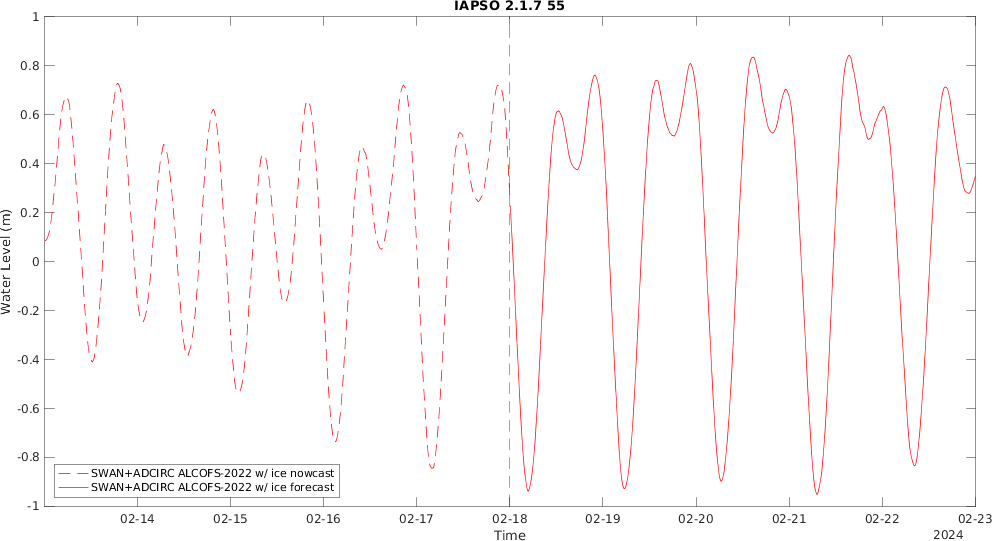 IAPSO 2.1.7 55
Water Level (m)
1
0.8
0.6
0.4
0.2
0
-0.2
-0.4
-0.6
-0.8
-1
SWAN+ADCIRC ALCOFS-2022 w/ ice nowcast
SWAN+ADCIRC ALCOFS-2022 w/ ice forecast
02-14 02-15 02-16 02-17 02-18 02-19 02-20 02-21 02-22 02-23
Time
2024